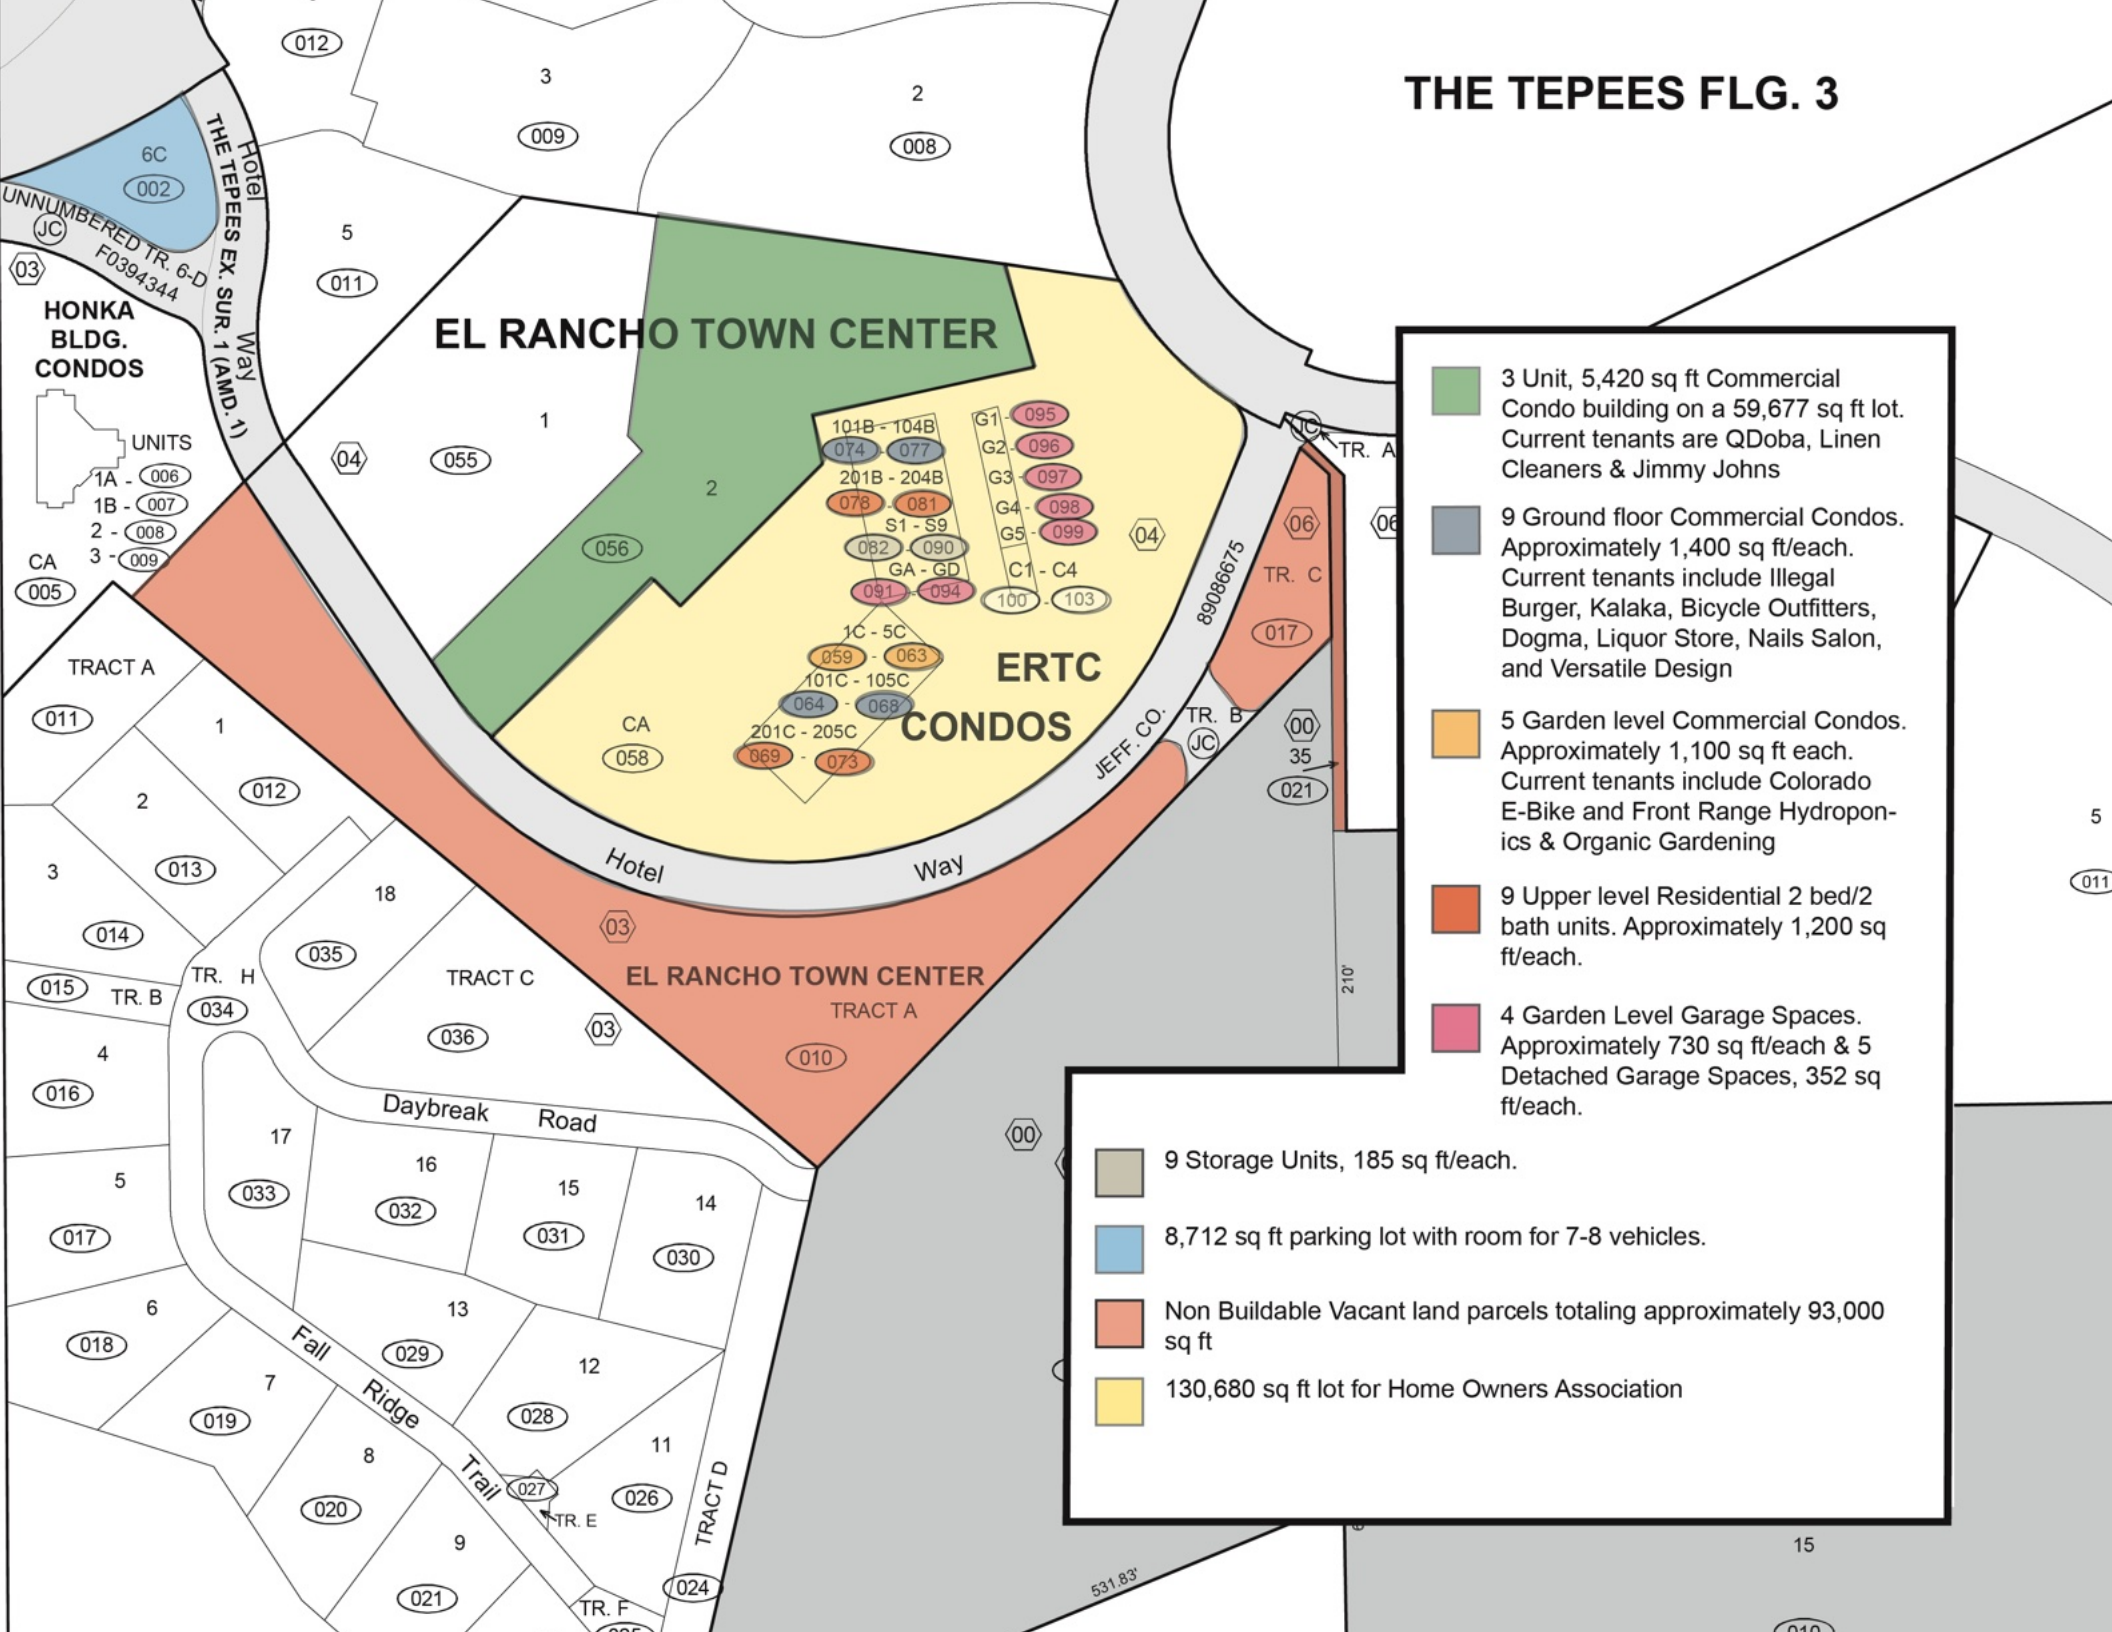 THE TEPEES FLG. 3
012
3
009
2
008
6C
002
THE TEPEES EX. SUR. 1 (AMD. 1)
Hotel
Way
UNNUMBERED TR. 6-D
F0394344
JC
03
5
011
HONKA
BLDG.
CONDOS
UNITS
1A - 006
1B - 007
2 - 008
3 - 009
CA
005
EL RANCHO TOWN CENTER
1
04
055
2
056
101B - 104B
074 - 077
201B - 204B
078 - 081
S1 - S9
082 - 090
GA - GD
091 - 094
G1 - 095
G2 - 096
G3 - 097
G4 - 098
G5 - 099
C1 - C4
100 - 103
04
1C - 5C
059 - 063
101C - 105C
064 - 068
201C - 205C
069 - 073
ERTC
CONDOS
CA
058
89086675
JEFF. CO.
Hotel Way
JC
TR. A
06
06
TR. C
017
TR. B
JC
00
35
021
210'
03
EL RANCHO TOWN CENTER
TRACT A
010
TRACT A
011
1
012
2
013
3
014
015
TR. B
TR. H
034
18
035
TRACT C
036
03
4
016
5
017
6
018
7
019
8
020
9
021
Daybreak Road
17
033
16
032
15
031
14
030
13
029
12
028
11
026
027
TR. E
Fall Ridge Trail
TRACT D
024
TR. F
00
531.83'
5
011
15
3 Unit, 5,420 sq ft Commercial
Condo building on a 59,677 sq ft lot.
Current tenants are QDoba, Linen
Cleaners & Jimmy Johns
9 Ground floor Commercial Condos.
Approximately 1,400 sq ft/each.
Current tenants include Illegal
Burger, Kalaka, Bicycle Outfitters,
Dogma, Liquor Store, Nails Salon,
and Versatile Design
5 Garden level Commercial Condos.
Approximately 1,100 sq ft each.
Current tenants include Colorado
E-Bike and Front Range Hydropon-
ics & Organic Gardening
9 Upper level Residential 2 bed/2
bath units. Approximately 1,200 sq
ft/each.
4 Garden Level Garage Spaces.
Approximately 730 sq ft/each & 5
Detached Garage Spaces, 352 sq
ft/each.
9 Storage Units, 185 sq ft/each.
8,712 sq ft parking lot with room for 7-8 vehicles.
Non Buildable Vacant land parcels totaling approximately 93,000
sq ft
130,680 sq ft lot for Home Owners Association